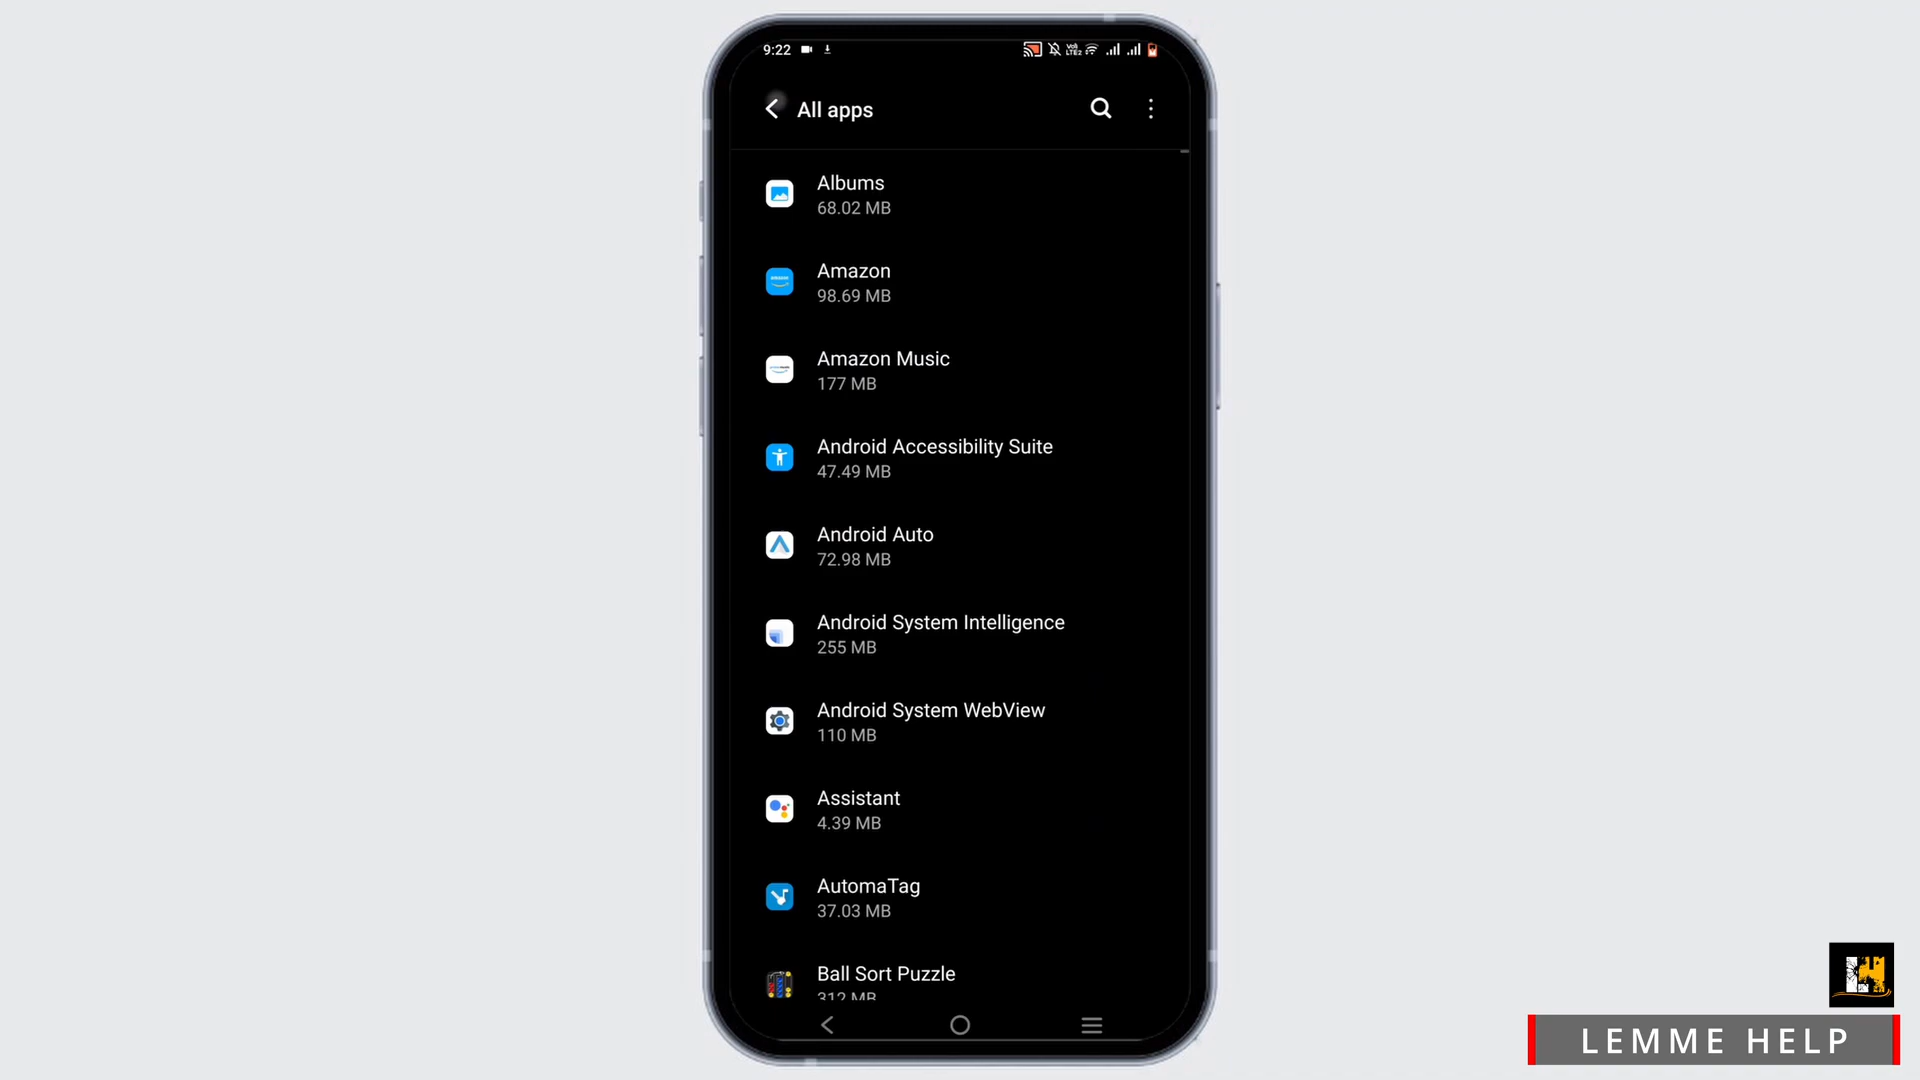 9:22
All apps
Albums
68.02 MB
Amazon
98.69 MB
Amazon Music
177 MB
Android Accessibility Suite
47.49 MB
Android Auto
72.98 MB
Android System Intelligence
255 MB
Android System WebView
110 MB
Assistant
4.39 MB
AutomaTag
37.03 MB
Ball Sort Puzzle
312 MB
LEMME HELP